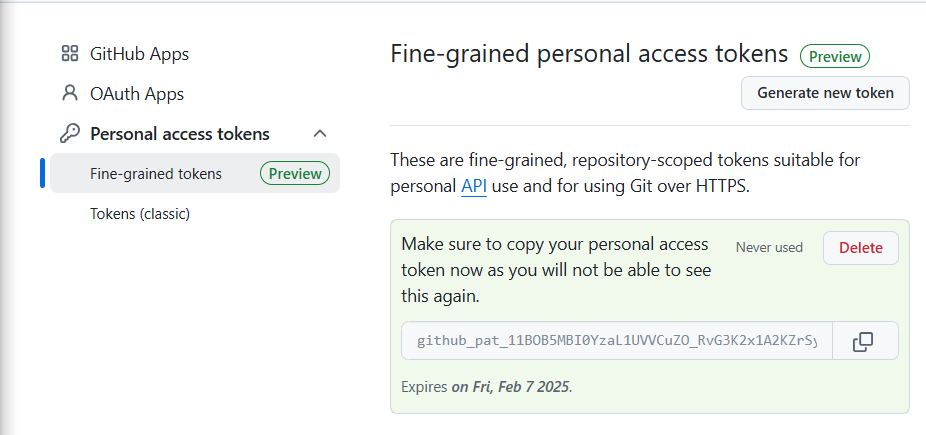 GitHub Apps
OAuth Apps
Personal access tokens
Fine-grained tokens Preview
Tokens (classic)
Fine-grained personal access tokens Preview
Generate new token
These are fine-grained, repository-scoped tokens suitable for
personal API use and for using Git over HTTPS.
Make sure to copy your personal access
token now as you will not be able to see
this again.
Never used
Delete
github_pat_11BOB5MBI0YzaL1UVVCuZO_RvG3K2x1A2KZrSy
Expires on Fri, Feb 7 2025.